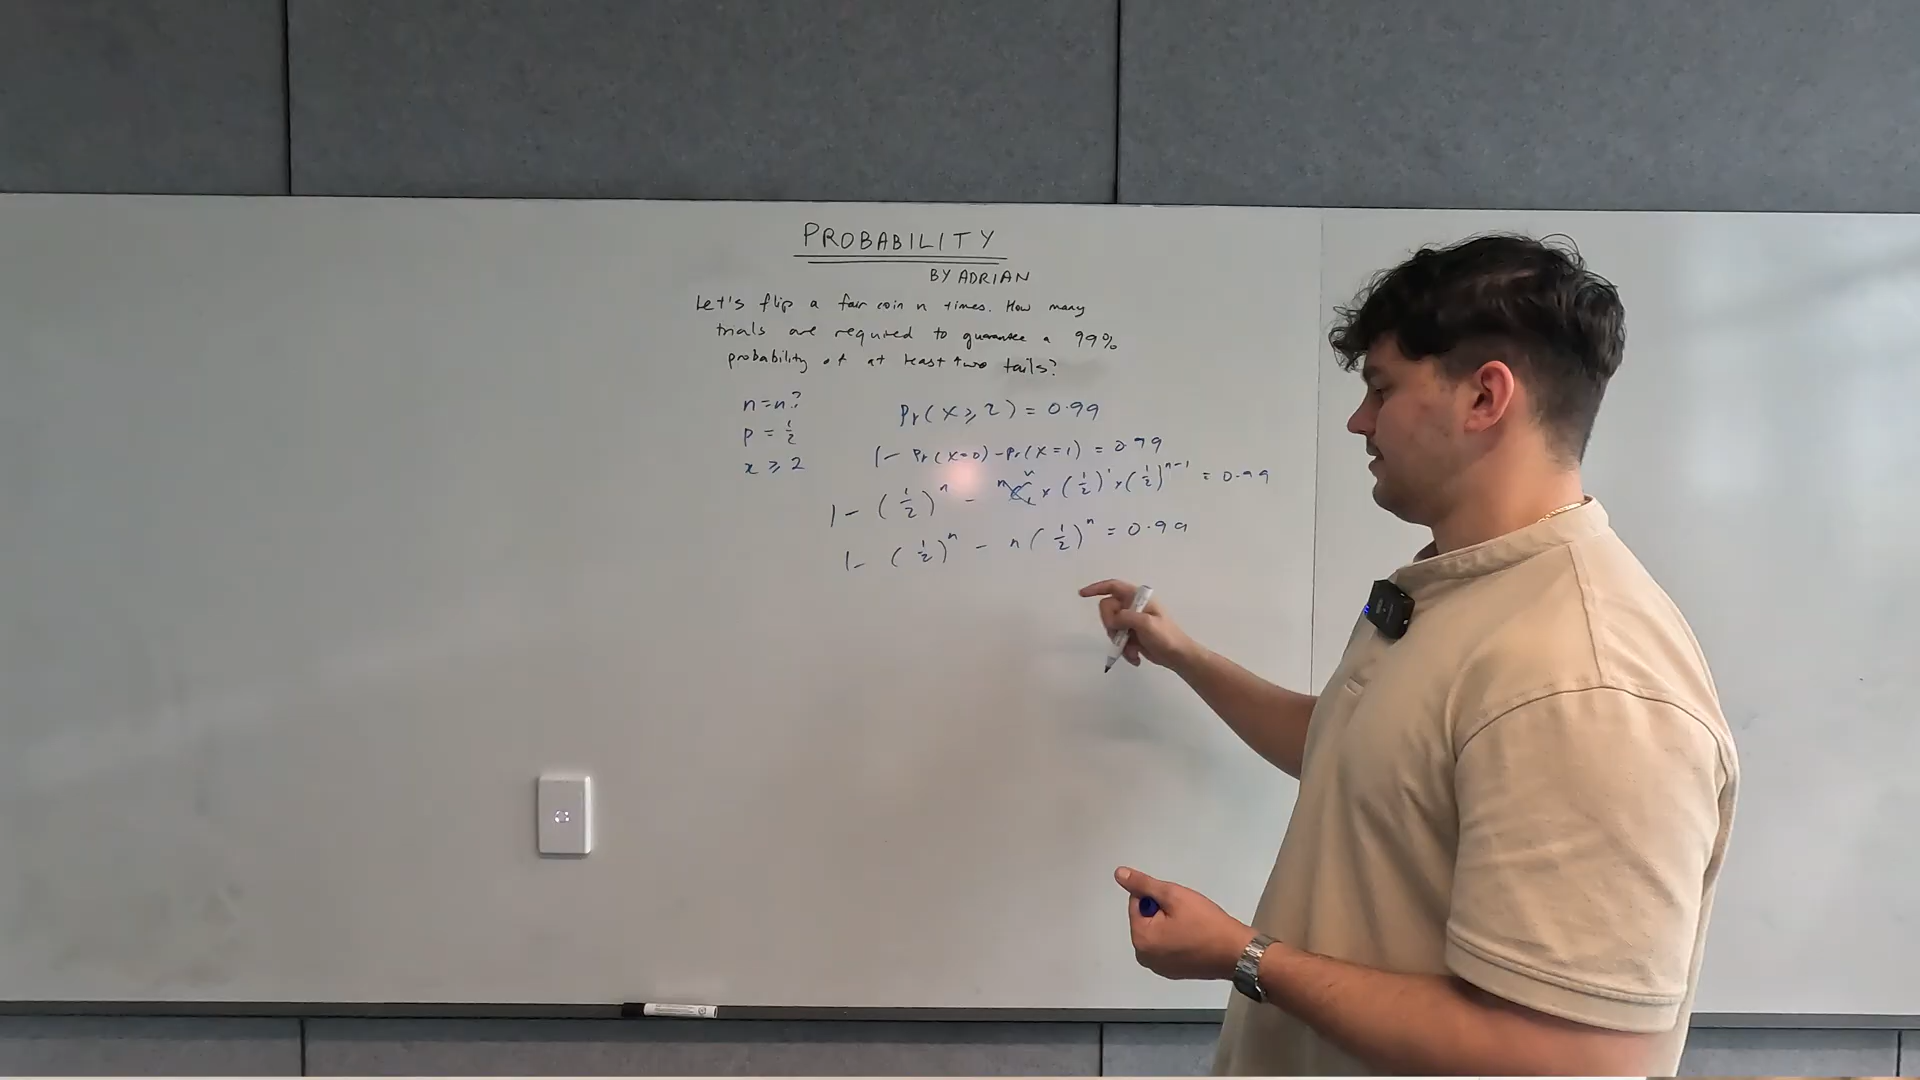 PROBABILITY
BY ADRIAN
Let's flip a fair coin n times. How many
trials are required to guarantee a 99%
probability of at least two tails?
n = n?
p = 1/2
x ≥ 2
Pr(X ≥ 2) = 0.99
1 - Pr(X=0) - Pr(X=1) = 0.99
1 - (1/2)^n - n × (1/2)^1 × (1/2)^(n-1) = 0.99
1 - (1/2)^n - n(1/2)^n = 0.99